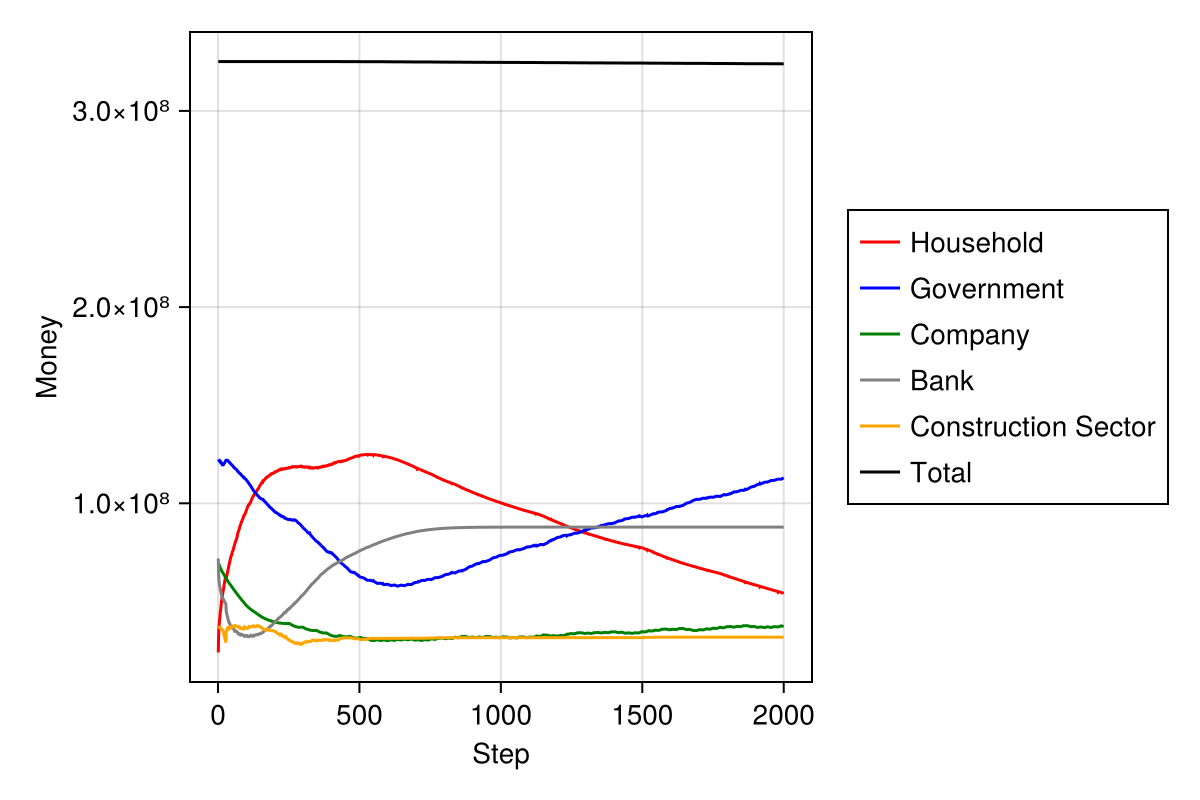 3.0×10⁸
2.0×10⁸
1.0×10⁸
Money
0 500 1000 1500 2000
Step
Household
Government
Company
Bank
Construction Sector
Total